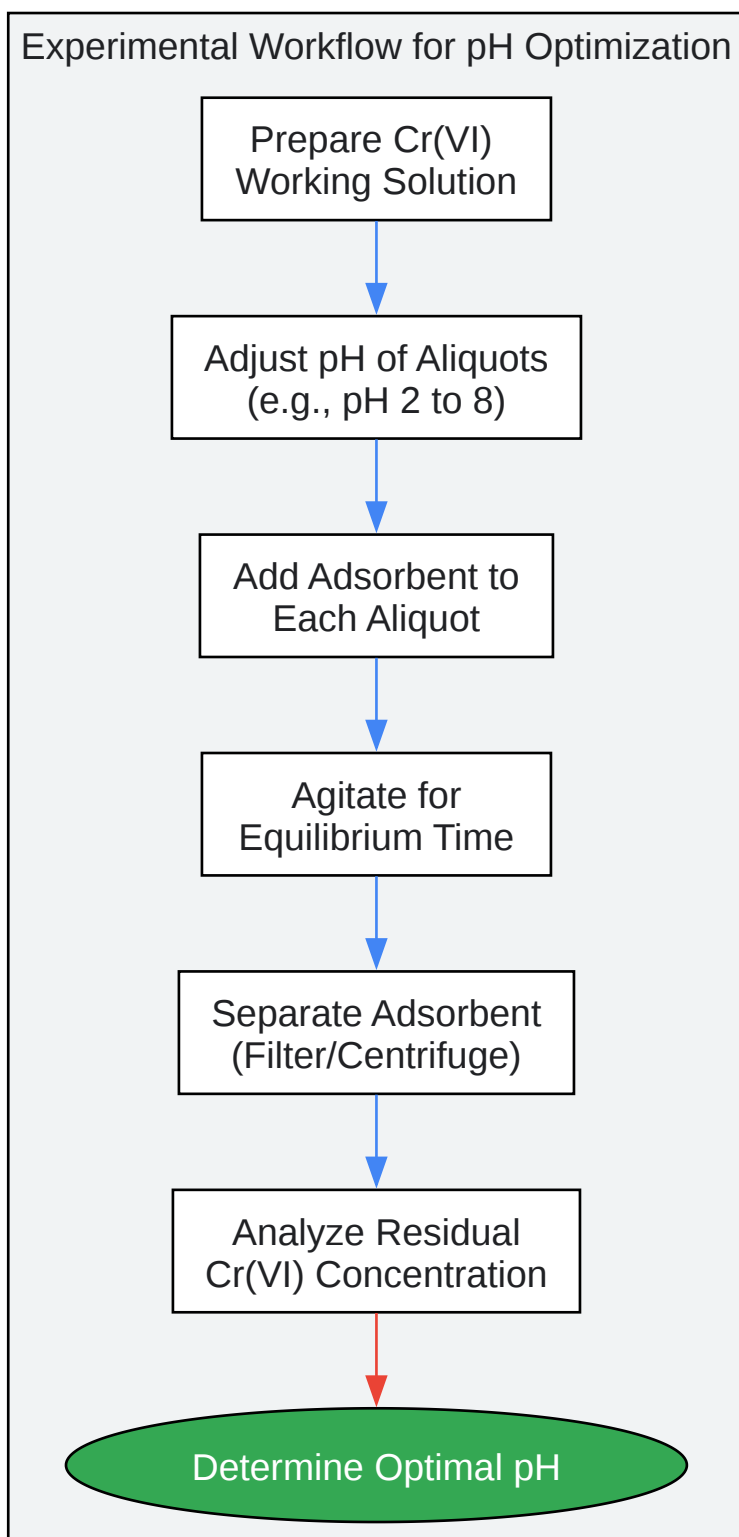 Experimental Workflow for pH Optimization
Prepare Cr(VI)
Working Solution
Adjust pH of Aliquots
(e.g., pH 2 to 8)
Add Adsorbent to
Each Aliquot
Agitate for
Equilibrium Time
Separate Adsorbent
(Filter/Centrifuge)
Analyze Residual
Cr(VI) Concentration
Determine Optimal pH